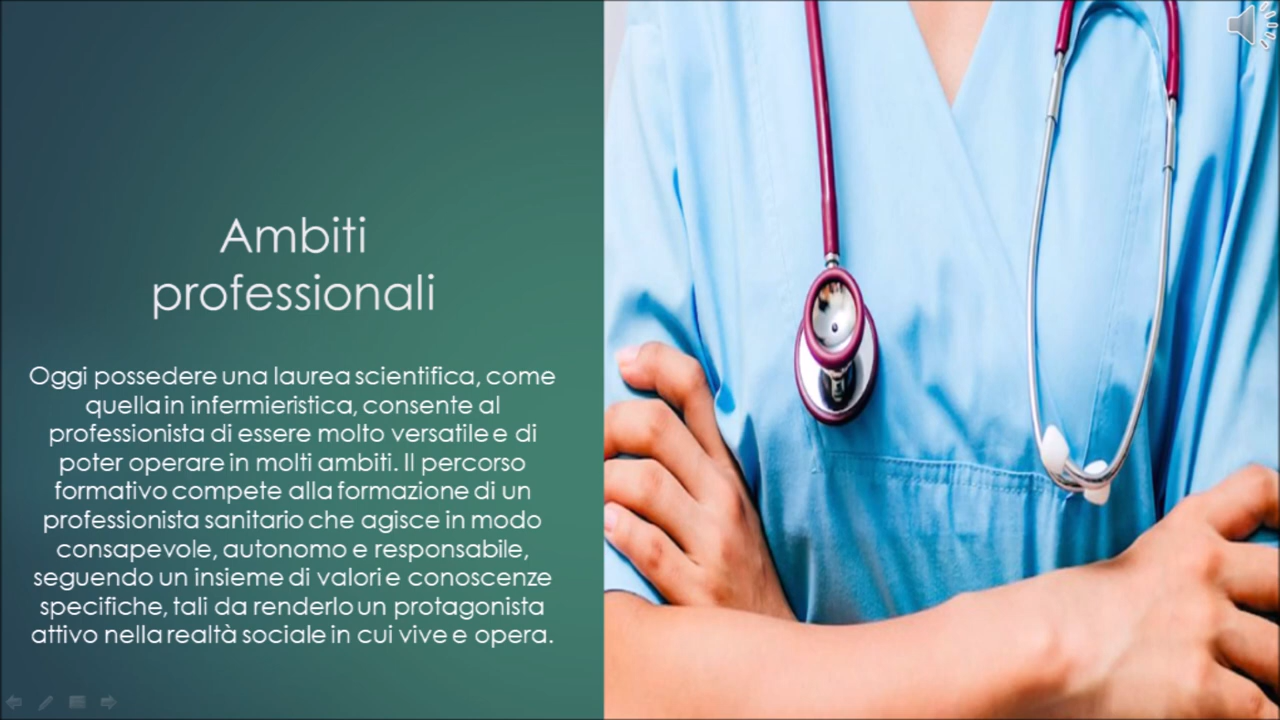 Ambiti
professionali
Oggi possedere una laurea scientifica, come
quella in infermieristica, consente al
professionista di essere molto versatile e di
poter operare in molti ambiti. Il percorso
formativo compete alla formazione di un
professionista sanitario che agisce in modo
consapevole, autonomo e responsabile,
seguendo un insieme di valori e conoscenze
specifiche, tali da renderlo un protagonista
attivo nella realtà sociale in cui vive e opera.